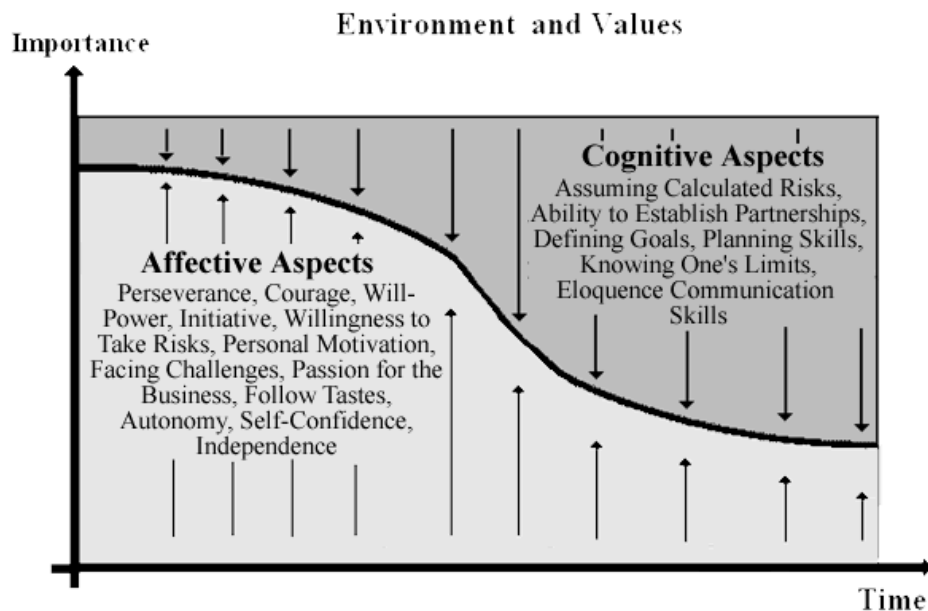 Environment and Values
Importance
Cognitive Aspects
Assuming Calculated Risks,
Ability to Establish Partnerships,
Defining Goals, Planning Skills,
Knowing One's Limits,
Eloquence Communication
Skills
Affective Aspects
Perseverance, Courage, Will-
Power, Initiative, Willingness to
Take Risks, Personal Motivation,
Facing Challenges, Passion for the
Business, Follow Tastes,
Autonomy, Self-Confidence,
Independence
Time